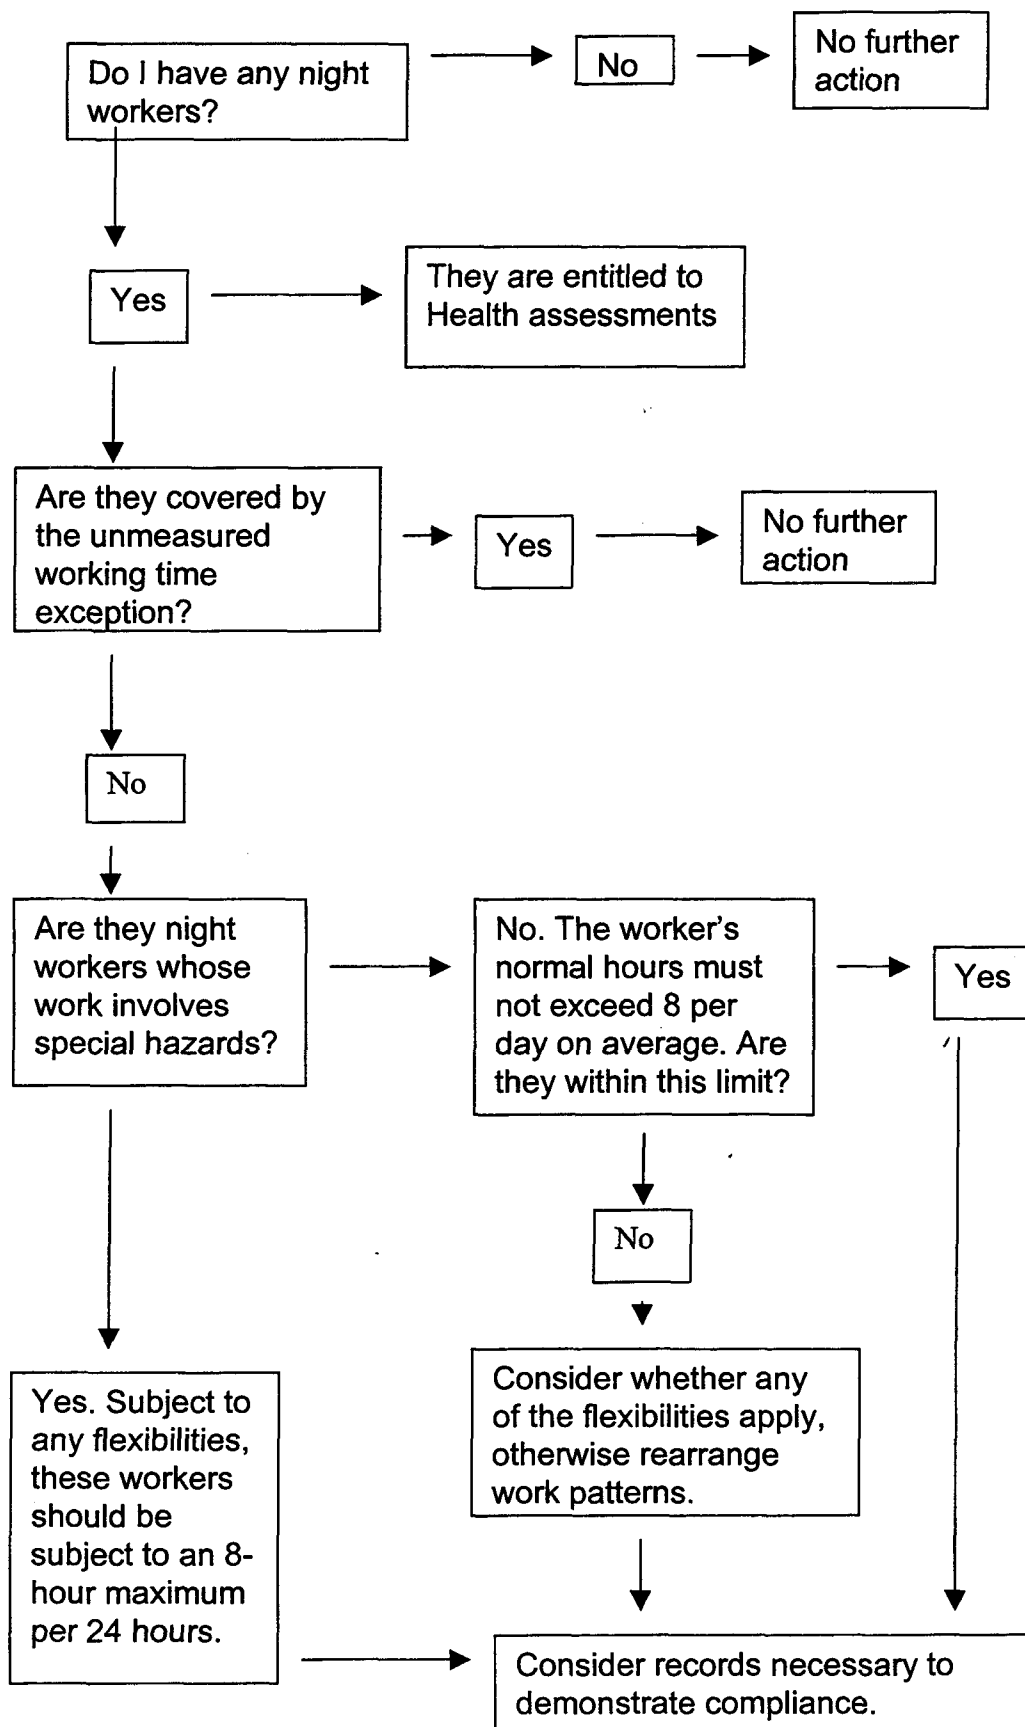 Do I have any night
workers?
No
No further
action
Yes
They are entitled to
Health assessments
Are they covered by
the unmeasured
working time
exception?
Yes
No further
action
No
Are they night
workers whose
work involves
special hazards?
No. The worker's
normal hours must
not exceed 8 per
day on average. Are
they within this limit?
Yes
No
Yes. Subject to
any flexibilities,
these workers
should be
subject to an 8-
hour maximum
per 24 hours.
Consider whether any
of the flexibilities apply,
otherwise rearrange
work patterns.
Consider records necessary to
demonstrate compliance.